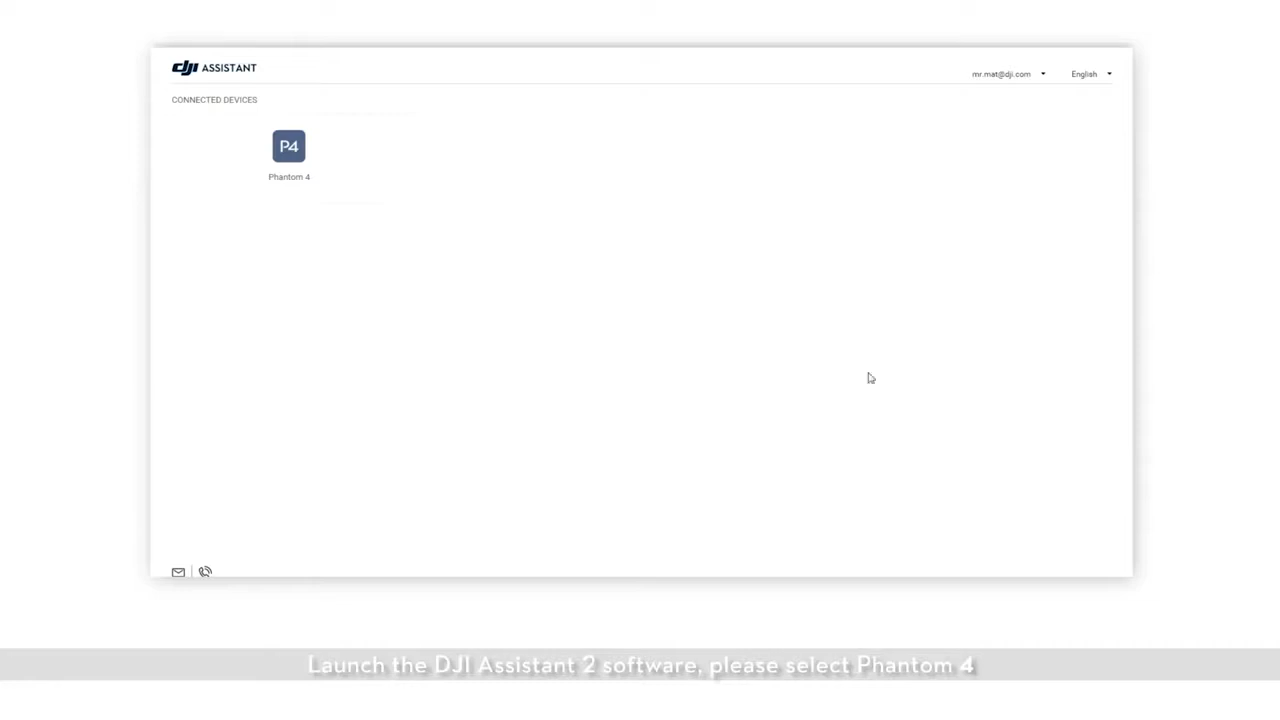 dji ASSISTANT
mr.mat@dji.com English
CONNECTED DEVICES
P4
Phantom 4
Launch the DJI Assistant 2 software, please select Phantom 4